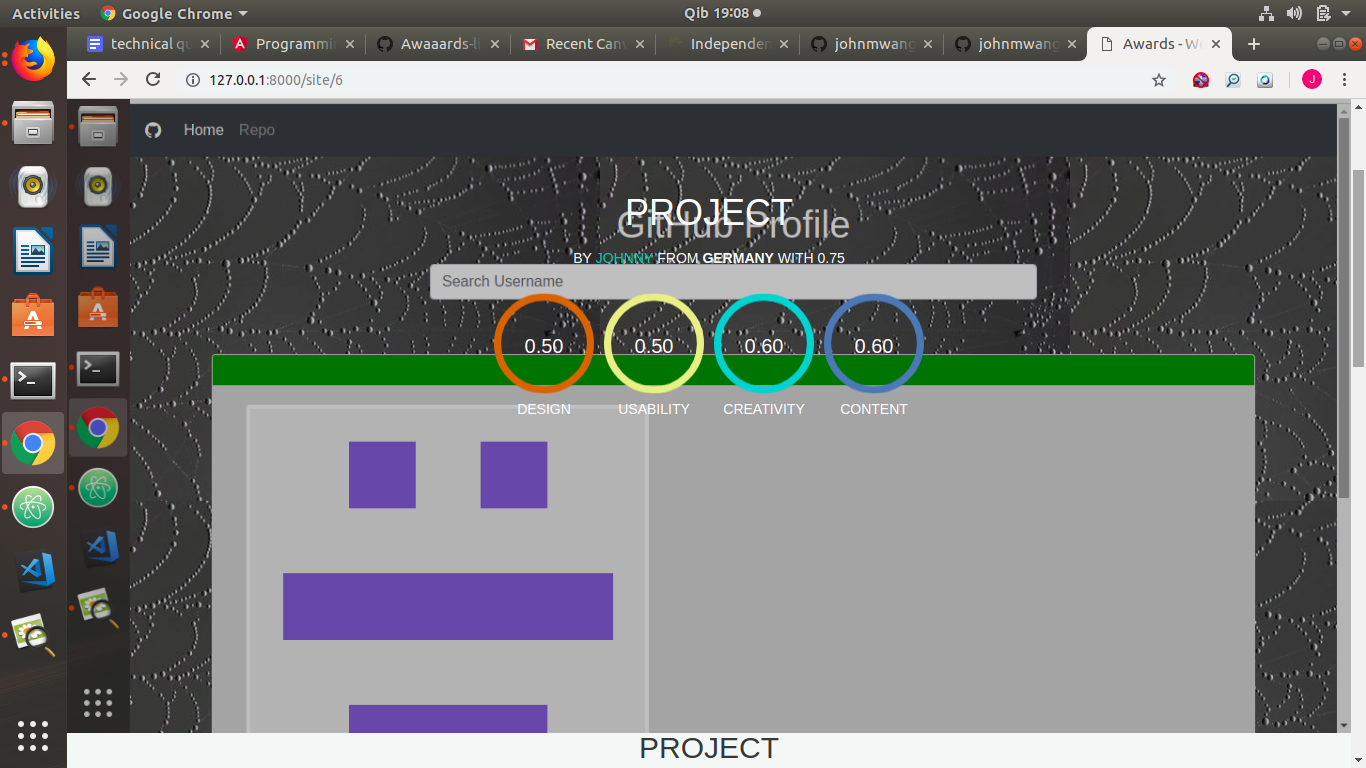 Activities Google Chrome Qib 19:08
technical qu Programmi Awaaards-li Recent Canv Independen johnmwang johnmwang Awards - W
127.0.0.1:8000/site/6
J
Home Repo
PROJECT
GitHub Profile
BY JOHNNY FROM GERMANY WITH 0.75
Search Username
0.50 0.50 0.60 0.60
DESIGN USABILITY CREATIVITY CONTENT
PROJECT